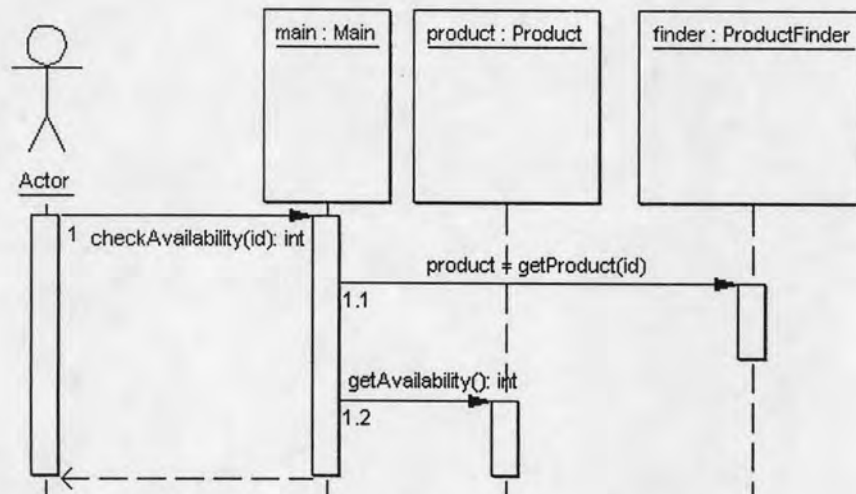 main : Main
product : Product
finder : ProductFinder
Actor
1
checkAvailability(id): int
product = getProduct(id)
1.1
getAvailability(): int
1.2